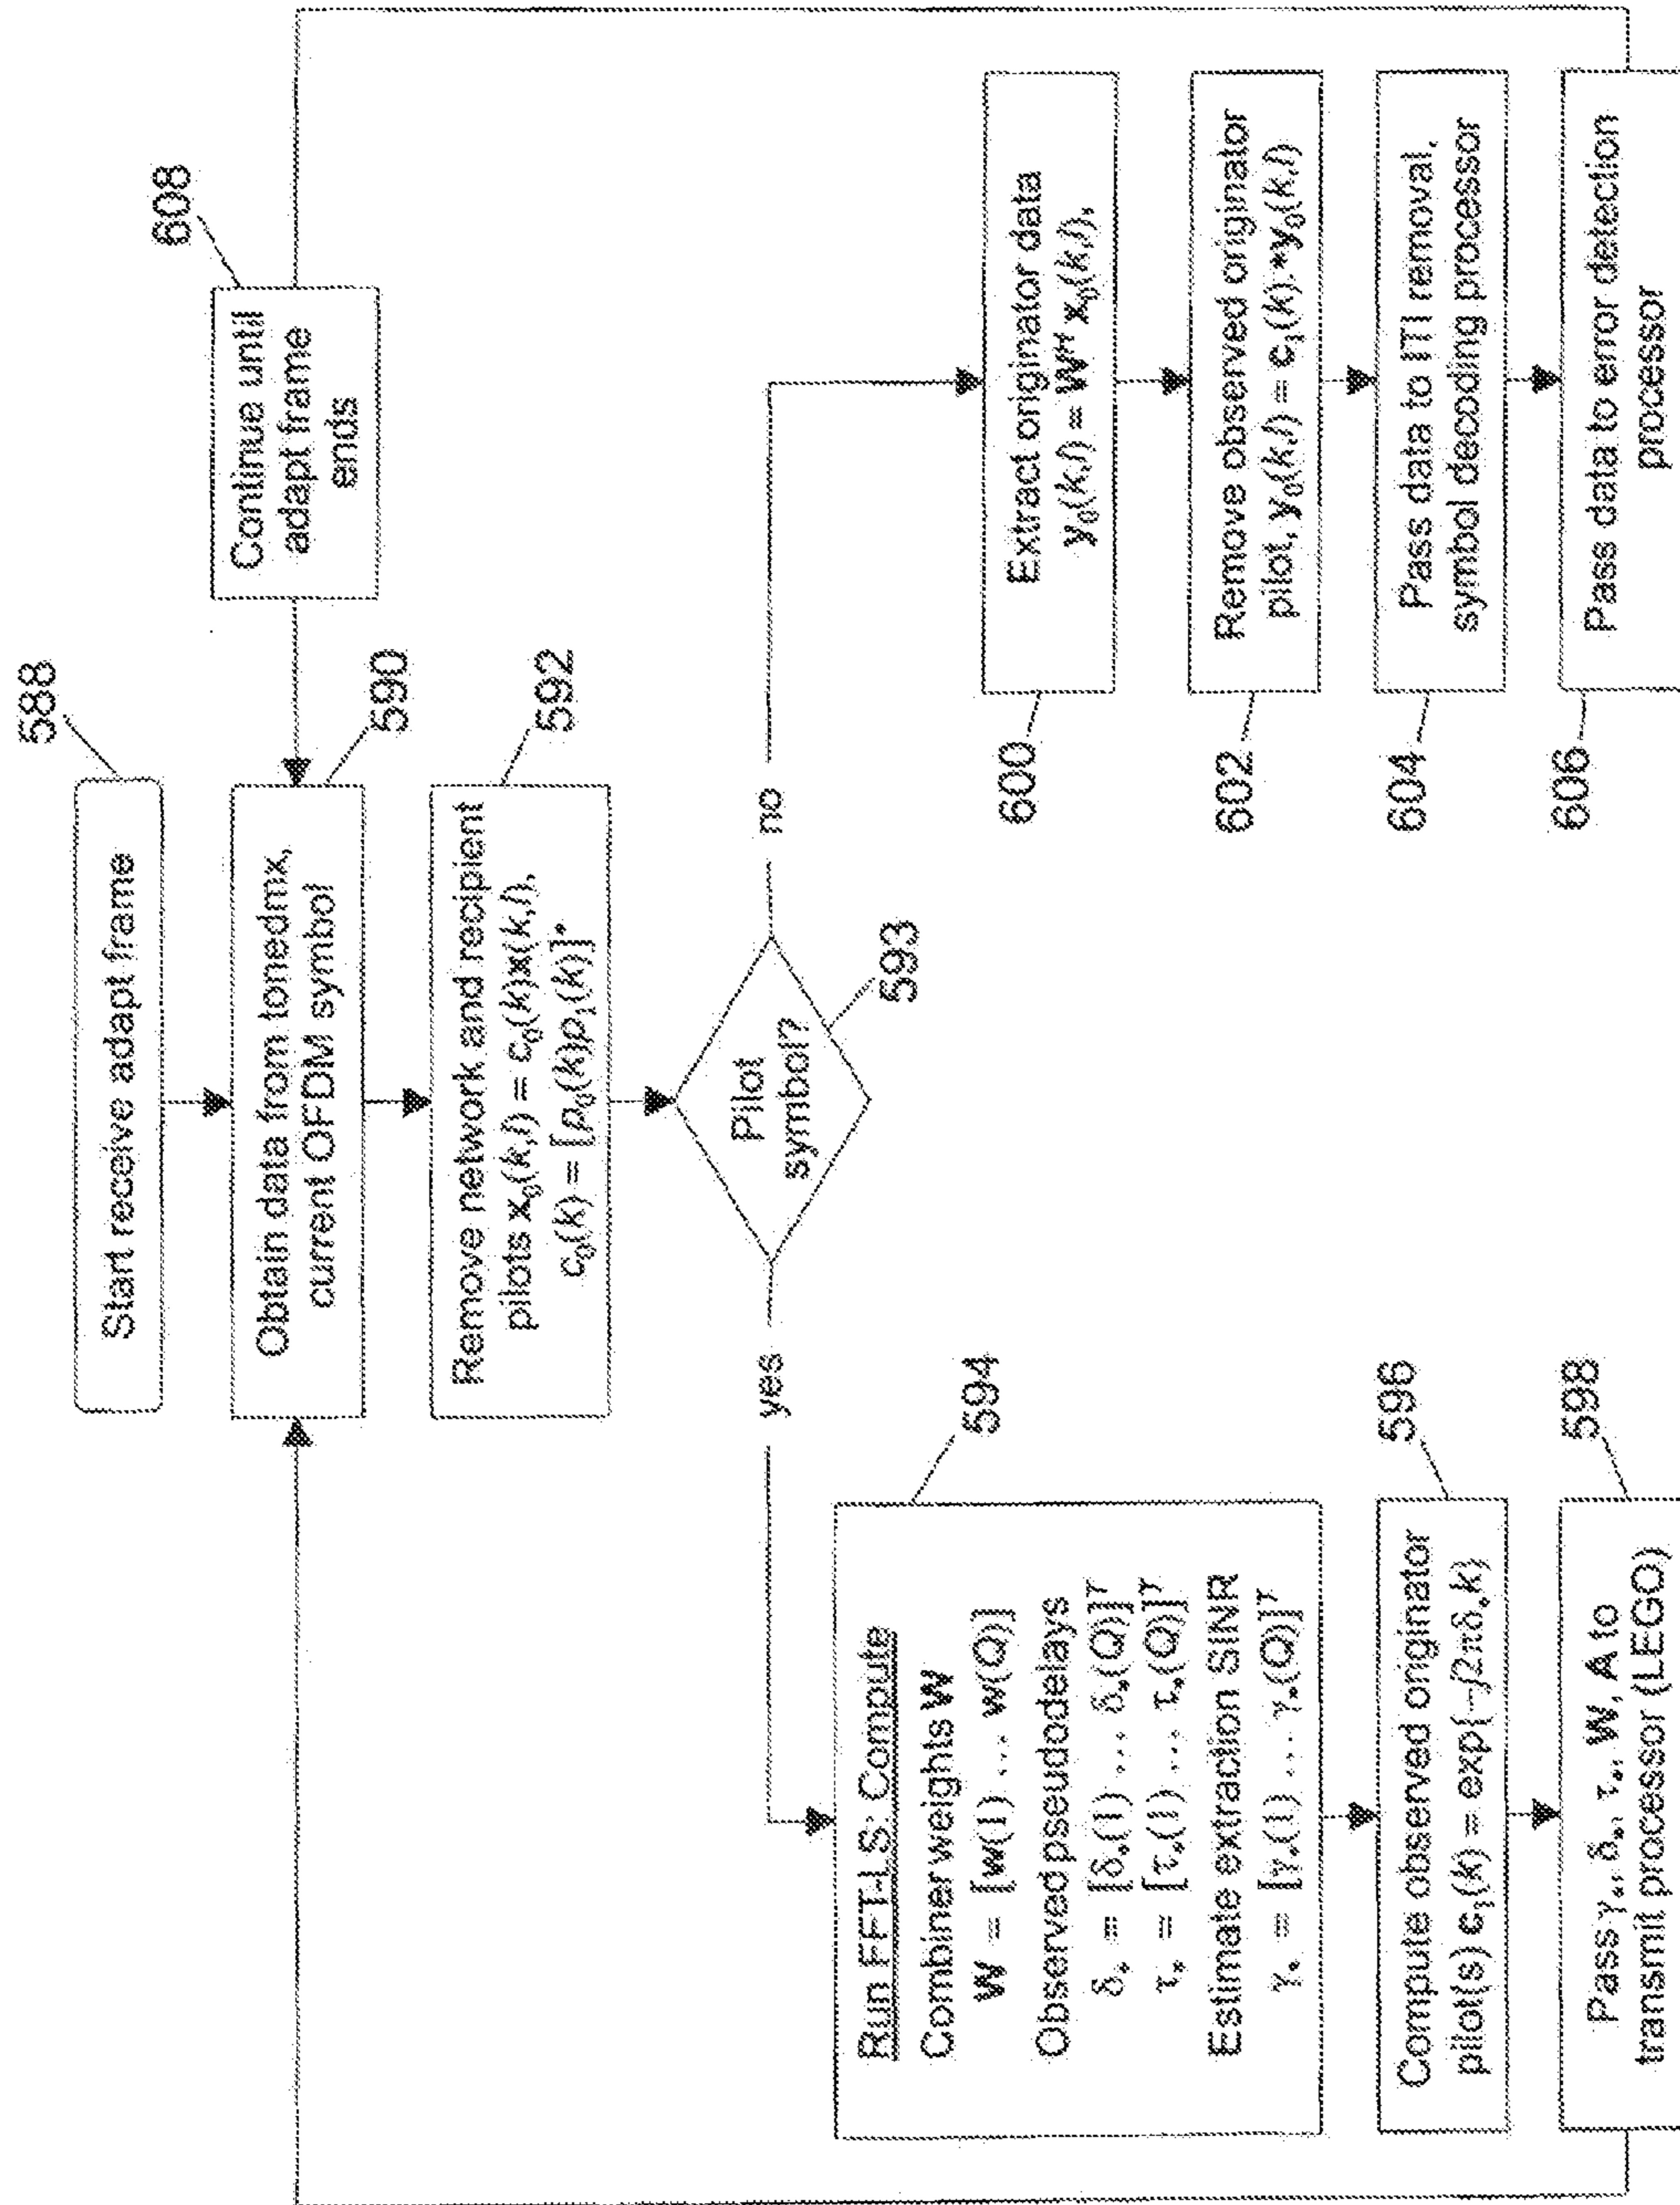 588
Start receive adapt frame
608
Continue until
adapt frame
ends
590
Obtain data from tonedmx,
current OFDM symbol
592
Remove network and recipient
pilots x₀(k,l) = c₀(k)x(k,l),
c₀(k) = [ρ₀(k)ρ₁(k)]*
593
Pilot
symbol?
yes
no
594
Run FFT-LS: Compute
Combiner weights W
W = [w(1) ... w(Q)]
Observed pseudodelays
δ* = [δ*(1) ... δ*(Q)]ᵀ
τ* = [τ*(1) ... τ*(Q)]ᵀ
Estimate extraction SINR
γ* = [γ*(1) ... γ*(Q)]ᵀ
596
Compute observed originator
pilot(s) c₁(k) = exp{-j2πδ*k}
598
Pass γ*, δ*, τ*, W, A to
transmit processor (LEGO)
600
Extract originator data
y₀(k,l) = Wᴴ x₀(k,l),
602
Remove observed originator
pilot, y₀(k,l) = c₁(k).*y₀(k,l)
604
Pass data to ITI removal,
symbol decoding processor
606
Pass data to error detection
processor